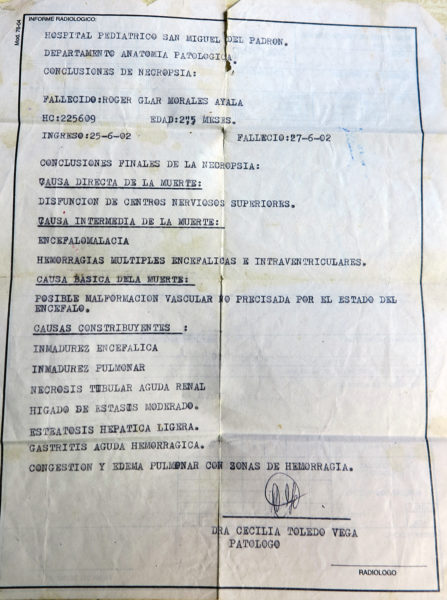 Mod. 78-04
INFORME RADIOLOGICO:
HOSPITAL PEDIATRICO SAN MIGUEL DEL PADRON.
DEPARTAMENTO ANATOMIA PATOLOGICA.
CONCLUSIONES DE NECROPSIA:
FALLECIDO:ROGER GLAR MORALES AYALA
HC:225609 EDAD: MESES.
INGRESO:25-6-02 FALLECIO:27-6-02
CONCLUSIONES FINALES DE LA NECROPSIA:
CAUSA DIRECTA DE LA MUERTE:
DISFUNCION DE CENTROS NERVIOSOS SUPERIORES.
CAUSA INTERMEDIA DE LA MUERTE:
ENCEFALOMALACIA
HEMORRAGIAS MULTIPLES ENCEFALICAS E INTRAVENTRICULARES.
CAUSA BASICA DELA MUERTE:
POSIBLE MALFORMACION VASCULAR NO PRECISADA POR EL ESTADO DEL
ENCEFALO.
CAUSAS CONSTRIBUYENTES :
INMADUREZ ENCEFALICA
INMADUREZ PULMONAR
NECROSIS TUBULAR AGUDA RENAL
HIGADO DE ESTASIS MODERADO.
ESTEATOSIS HEPATICA LIGERA.
GASTRITIS AGUDA HEMORRAGICA.
CONGESTION Y EDEMA PULMONAR CON ZONAS DE HEMORRAGIA.
DRA CECILIA TOLEDO VEGA
PATOLOGO
RADIOLOGO